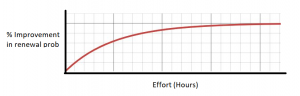 % Improvement
in renewal prob
Effort (Hours)